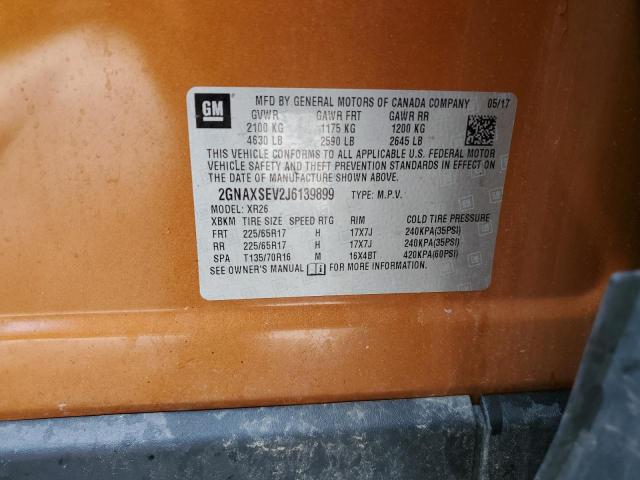 GM MFD BY GENERAL MOTORS OF CANADA COMPANY 05/17
GVWR GAWR FRT GAWR RR
2100 KG 1175 KG 1200 KG
4630 LB 2590 LB 2645 LB
THIS VEHICLE CONFORMS TO ALL APPLICABLE U.S. FEDERAL MOTOR
VEHICLE SAFETY AND THEFT PREVENTION STANDARDS IN EFFECT ON
THE DATE OF MANUFACTURE SHOWN ABOVE.
2GNAXSEV2J6139899 TYPE: M.P.V.
MODEL: XR26
XBKM TIRE SIZE SPEED RTG RIM COLD TIRE PRESSURE
FRT 225/65R17 H 17X7J 240KPA(35PSI)
RR 225/65R17 H 17X7J 240KPA(35PSI)
SPA T135/70R16 M 16X4BT 420KPA(60PSI)
SEE OWNER'S MANUAL FOR MORE INFORMATION.